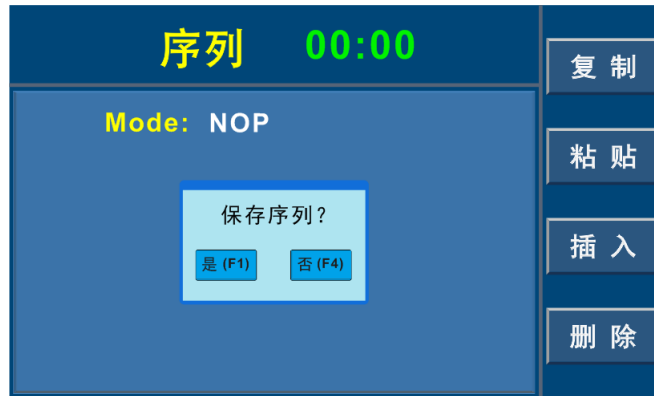 序列 00:00
Mode: NOP
保存序列?
是(F1) 否(F4)
复制
粘贴
插入
删除